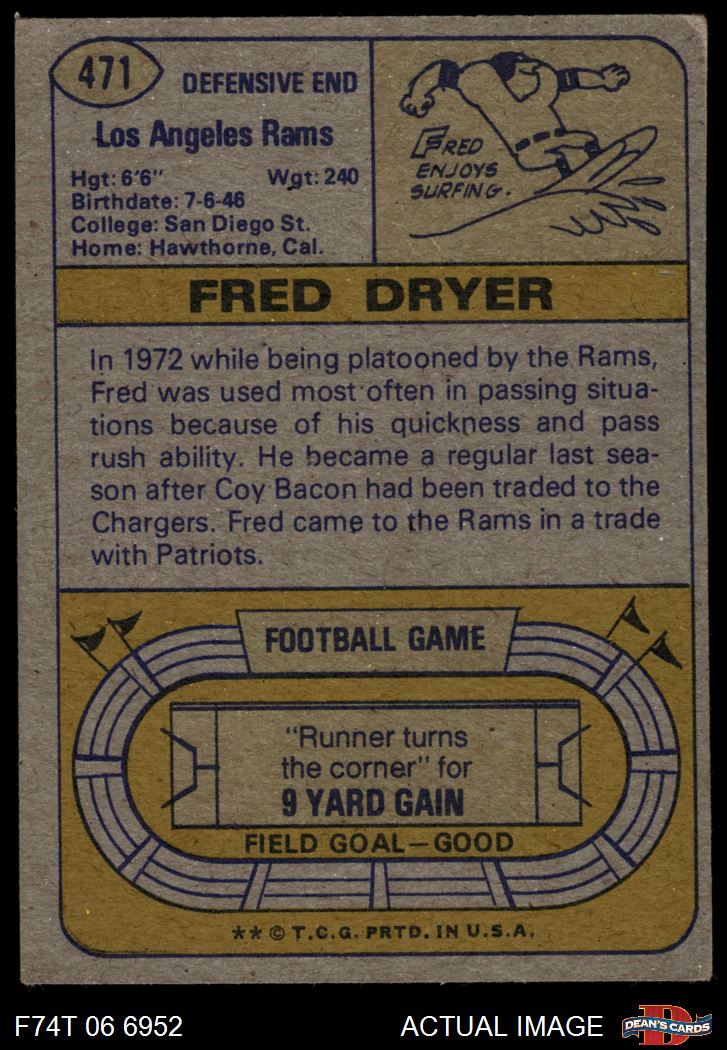 471
DEFENSIVE END
Los Angeles Rams
Hgt: 6'6" Wgt: 240
Birthdate: 7-6-46
College: San Diego St.
Home: Hawthorne, Cal.
FRED
ENJOYS
SURFING.
FRED DRYER
In 1972 while being platooned by the Rams,
Fred was used most often in passing situa-
tions because of his quickness and pass
rush ability. He became a regular last sea-
son after Coy Bacon had been traded to the
Chargers. Fred came to the Rams in a trade
with Patriots.
FOOTBALL GAME
"Runner turns
the corner" for
9 YARD GAIN
FIELD GOAL—GOOD
** © T.C.G. PRTD. IN U.S.A.
F74T 06 6952 ACTUAL IMAGE
D
DEAN'S CARDS